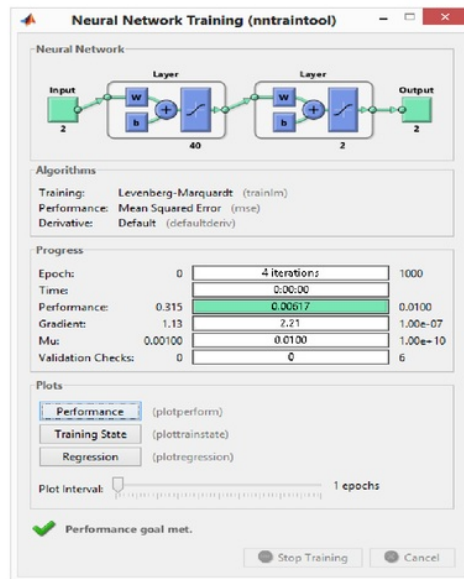 Neural Network Training (nntraintool)
Neural Network
Layer Layer
Input Output
W W
b b
2 2
40 2
Algorithms
Training: Levenberg-Marquardt (trainlm)
Performance: Mean Squared Error (mse)
Derivative: Default (defaultderiv)
Progress
Epoch: 0 4 iterations 1000
Time: 0:00:00
Performance: 0.315 0.00617 0.0100
Gradient: 1.13 2.21 1.00e-07
Mu: 0.00100 0.0100 1.00e+10
Validation Checks: 0 0 6
Plots
Performance (plotperform)
Training State (plottrainstate)
Regression (plotregression)
Plot Interval: 1 epochs
Performance goal met.
Stop Training Cancel